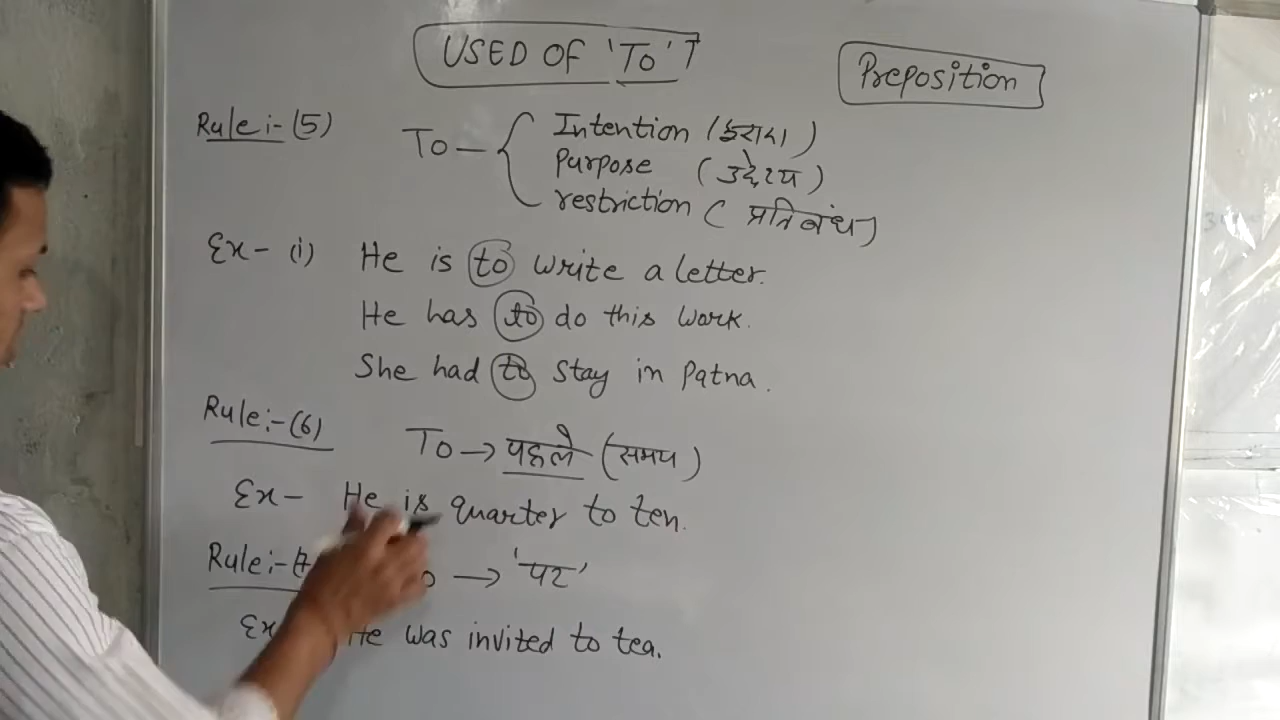 USED OF 'TO'
Preposition
Rule:- (5)
To — Intention (इरादा)
Purpose (उद्देश्य)
restriction (प्रतिबंध)
Ex- (i) He is to write a letter.
He has to do this work.
She had to stay in Patna.
Rule:- (6) To → पहले (समय)
Ex- He is quarter to ten.
Rule:- → 'पर'
Ex He was invited to tea.